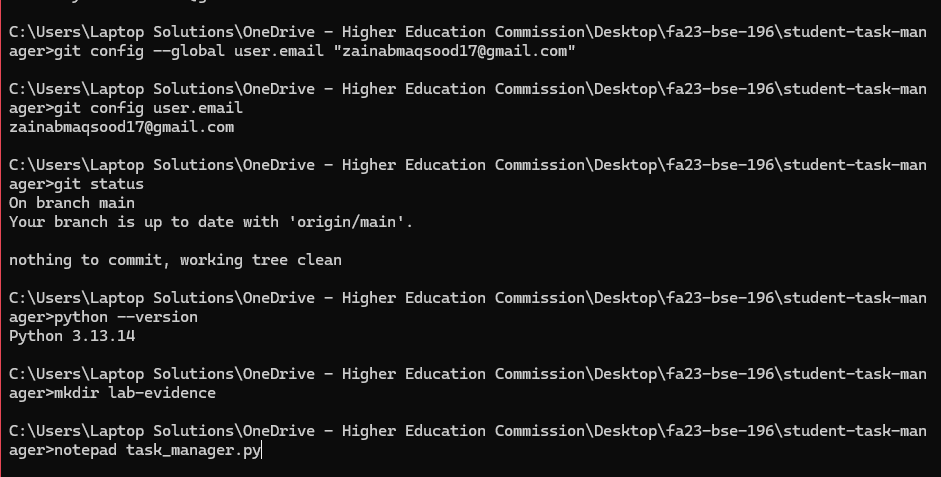 C:\Users\Laptop Solutions\OneDrive - Higher Education Commission\Desktop\fa23-bse-196\student-task-man
ager>git config --global user.email "zainabmaqsood17@gmail.com"
C:\Users\Laptop Solutions\OneDrive - Higher Education Commission\Desktop\fa23-bse-196\student-task-man
ager>git config user.email
zainabmaqsood17@gmail.com
C:\Users\Laptop Solutions\OneDrive - Higher Education Commission\Desktop\fa23-bse-196\student-task-man
ager>git status
On branch main
Your branch is up to date with 'origin/main'.
nothing to commit, working tree clean
C:\Users\Laptop Solutions\OneDrive - Higher Education Commission\Desktop\fa23-bse-196\student-task-man
ager>python --version
Python 3.13.14
C:\Users\Laptop Solutions\OneDrive - Higher Education Commission\Desktop\fa23-bse-196\student-task-man
ager>mkdir lab-evidence
C:\Users\Laptop Solutions\OneDrive - Higher Education Commission\Desktop\fa23-bse-196\student-task-man
ager>notepad task_manager.py